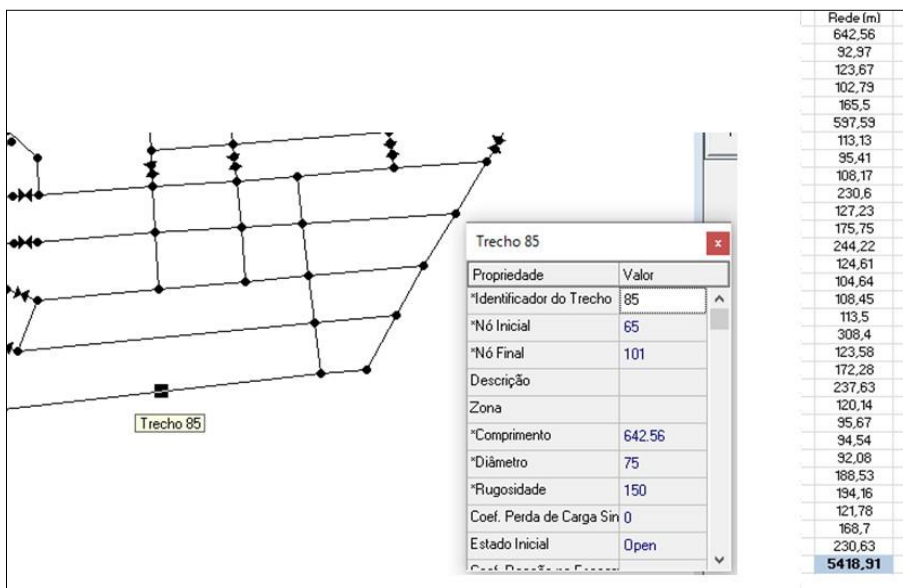 Trecho 85
Trecho 85
x
Propriedade Valor
*Identificador do Trecho 85
*Nó Inicial 65
*Nó Final 101
Descrição
Zona
*Comprimento 642.56
*Diâmetro 75
*Rugosidade 150
Coef. Perda de Carga Sin 0
Estado Inicial Open
Rede (m)
642,56
92,97
123,67
102,79
165,5
597,59
113,13
95,41
108,17
230,6
127,23
175,75
244,22
124,61
104,64
108,45
113,5
308,4
123,58
172,28
237,63
120,14
95,67
94,54
92,08
188,53
194,16
121,78
168,7
230,63
5418,91